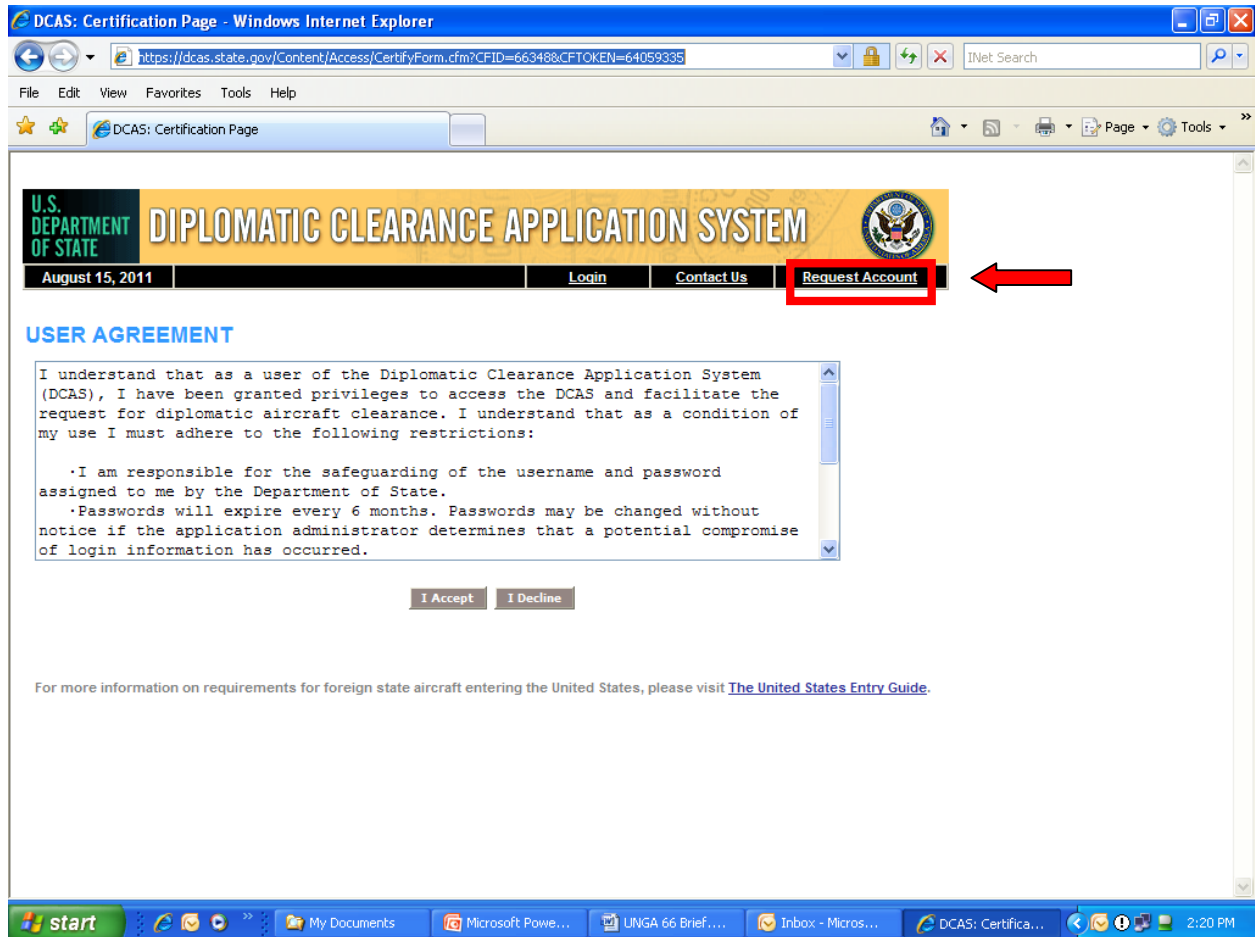 DCAS: Certification Page - Windows Internet Explorer
https://dcas.state.gov/Content/Access/CertifyForm.cfm?CFID=66348&CFTOKEN=64059335
INet Search
File Edit View Favorites Tools Help
DCAS: Certification Page
Page
Tools
U.S.
DEPARTMENT
OF STATE
DIPLOMATIC CLEARANCE APPLICATION SYSTEM
August 15, 2011
Login
Contact Us
Request Account
USER AGREEMENT
I understand that as a user of the Diplomatic Clearance Application System
(DCAS), I have been granted privileges to access the DCAS and facilitate the
request for diplomatic aircraft clearance. I understand that as a condition of
my use I must adhere to the following restrictions:
·I am responsible for the safeguarding of the username and password
assigned to me by the Department of State.
·Passwords will expire every 6 months. Passwords may be changed without
notice if the application administrator determines that a potential compromise
of login information has occurred.
I Accept
I Decline
For more information on requirements for foreign state aircraft entering the United States, please visit The United States Entry Guide.
start
My Documents
Microsoft Powe...
UNGA 66 Brief....
Inbox - Micros...
DCAS: Certifica...
2:20 PM